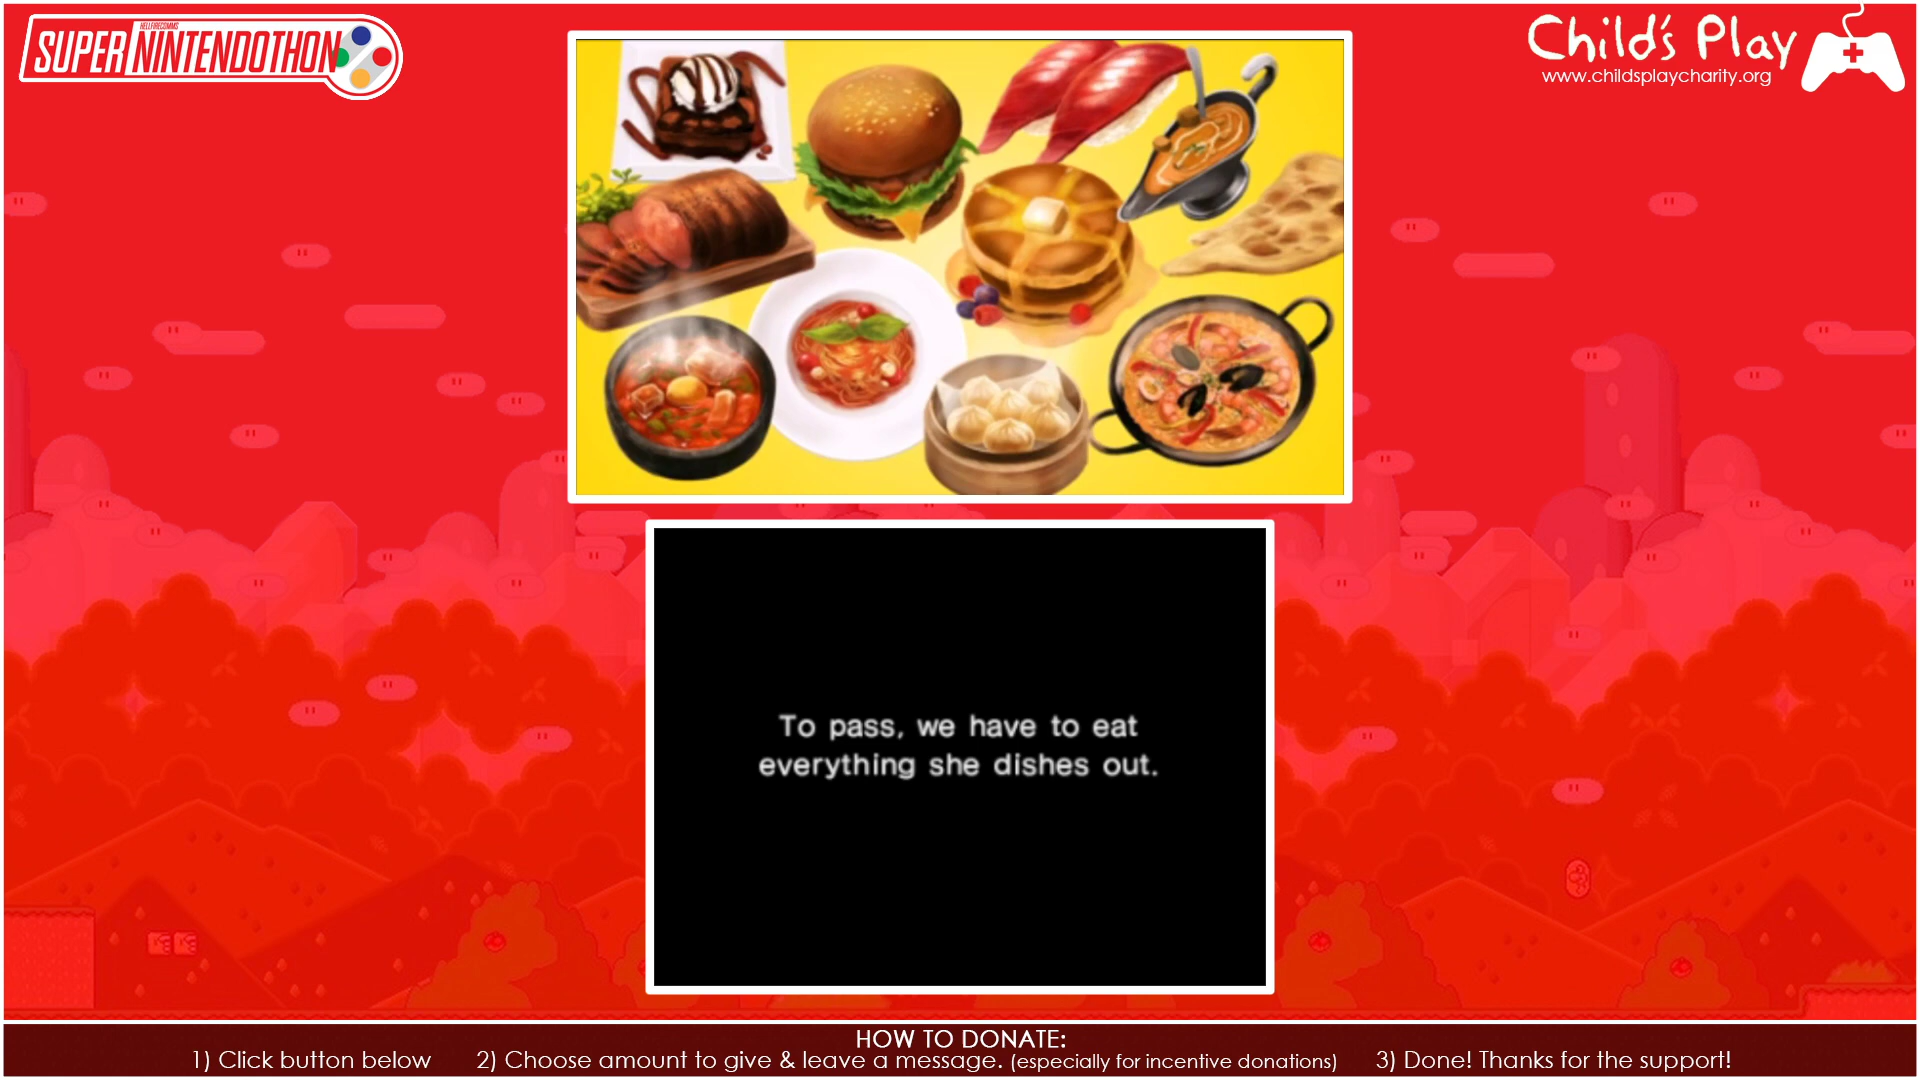 HELLFIRECOMMS
SUPER NINTENDOTHON
Child's Play
www.childsplaycharity.org
To pass, we have to eat
everything she dishes out.
HOW TO DONATE:
1) Click button below 2) Choose amount to give & leave a message. (especially for incentive donations) 3) Done! Thanks for the support!